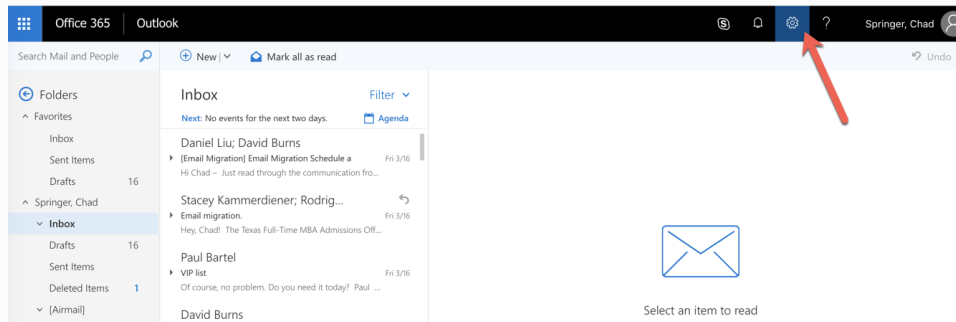 Office 365 Outlook
Springer, Chad
Search Mail and People
New
Mark all as read
Undo
Folders
Favorites
Inbox
Sent Items
Drafts 16
Springer, Chad
Inbox
Drafts 16
Sent Items
Deleted Items 1
[Airmail]
Inbox Filter
Next: No events for the next two days. Agenda
Daniel Liu; David Burns
[Email Migration] Email Migration Schedule a Fri 3/16
Hi Chad – Just read through the communication fro...
Stacey Kammerdiener; Rodrig...
Email migration. Fri 3/16
Hey, Chad! The Texas Full-Time MBA Admissions Off...
Paul Bartel
VIP list Fri 3/16
Of course, no problem. Do you need it today? Paul ...
David Burns
Select an item to read